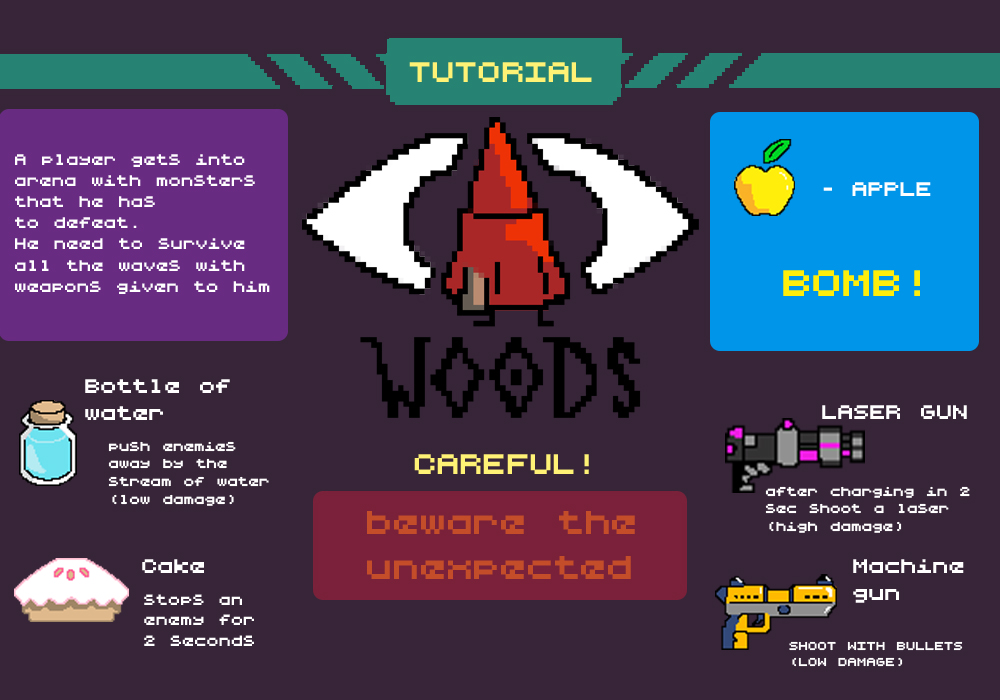 TUTORIAL
A player gets into
arena with monsters
that he has
to defeat.
He need to Survive
all the waves with
weapons given to him
- APPLE
BOMB!
WOODS
Bottle of
water
push enemies
away by the
Stream of water
(low damage)
CAREFUL!
beware the
unexpected
LASER GUN
after charging in 2
Sec Shoot a laser
(high damage)
Cake
Stops an
enemy for
2 Seconds
Machine
gun
SHOOT WITH BULLETS
(LOW DAMAGE)